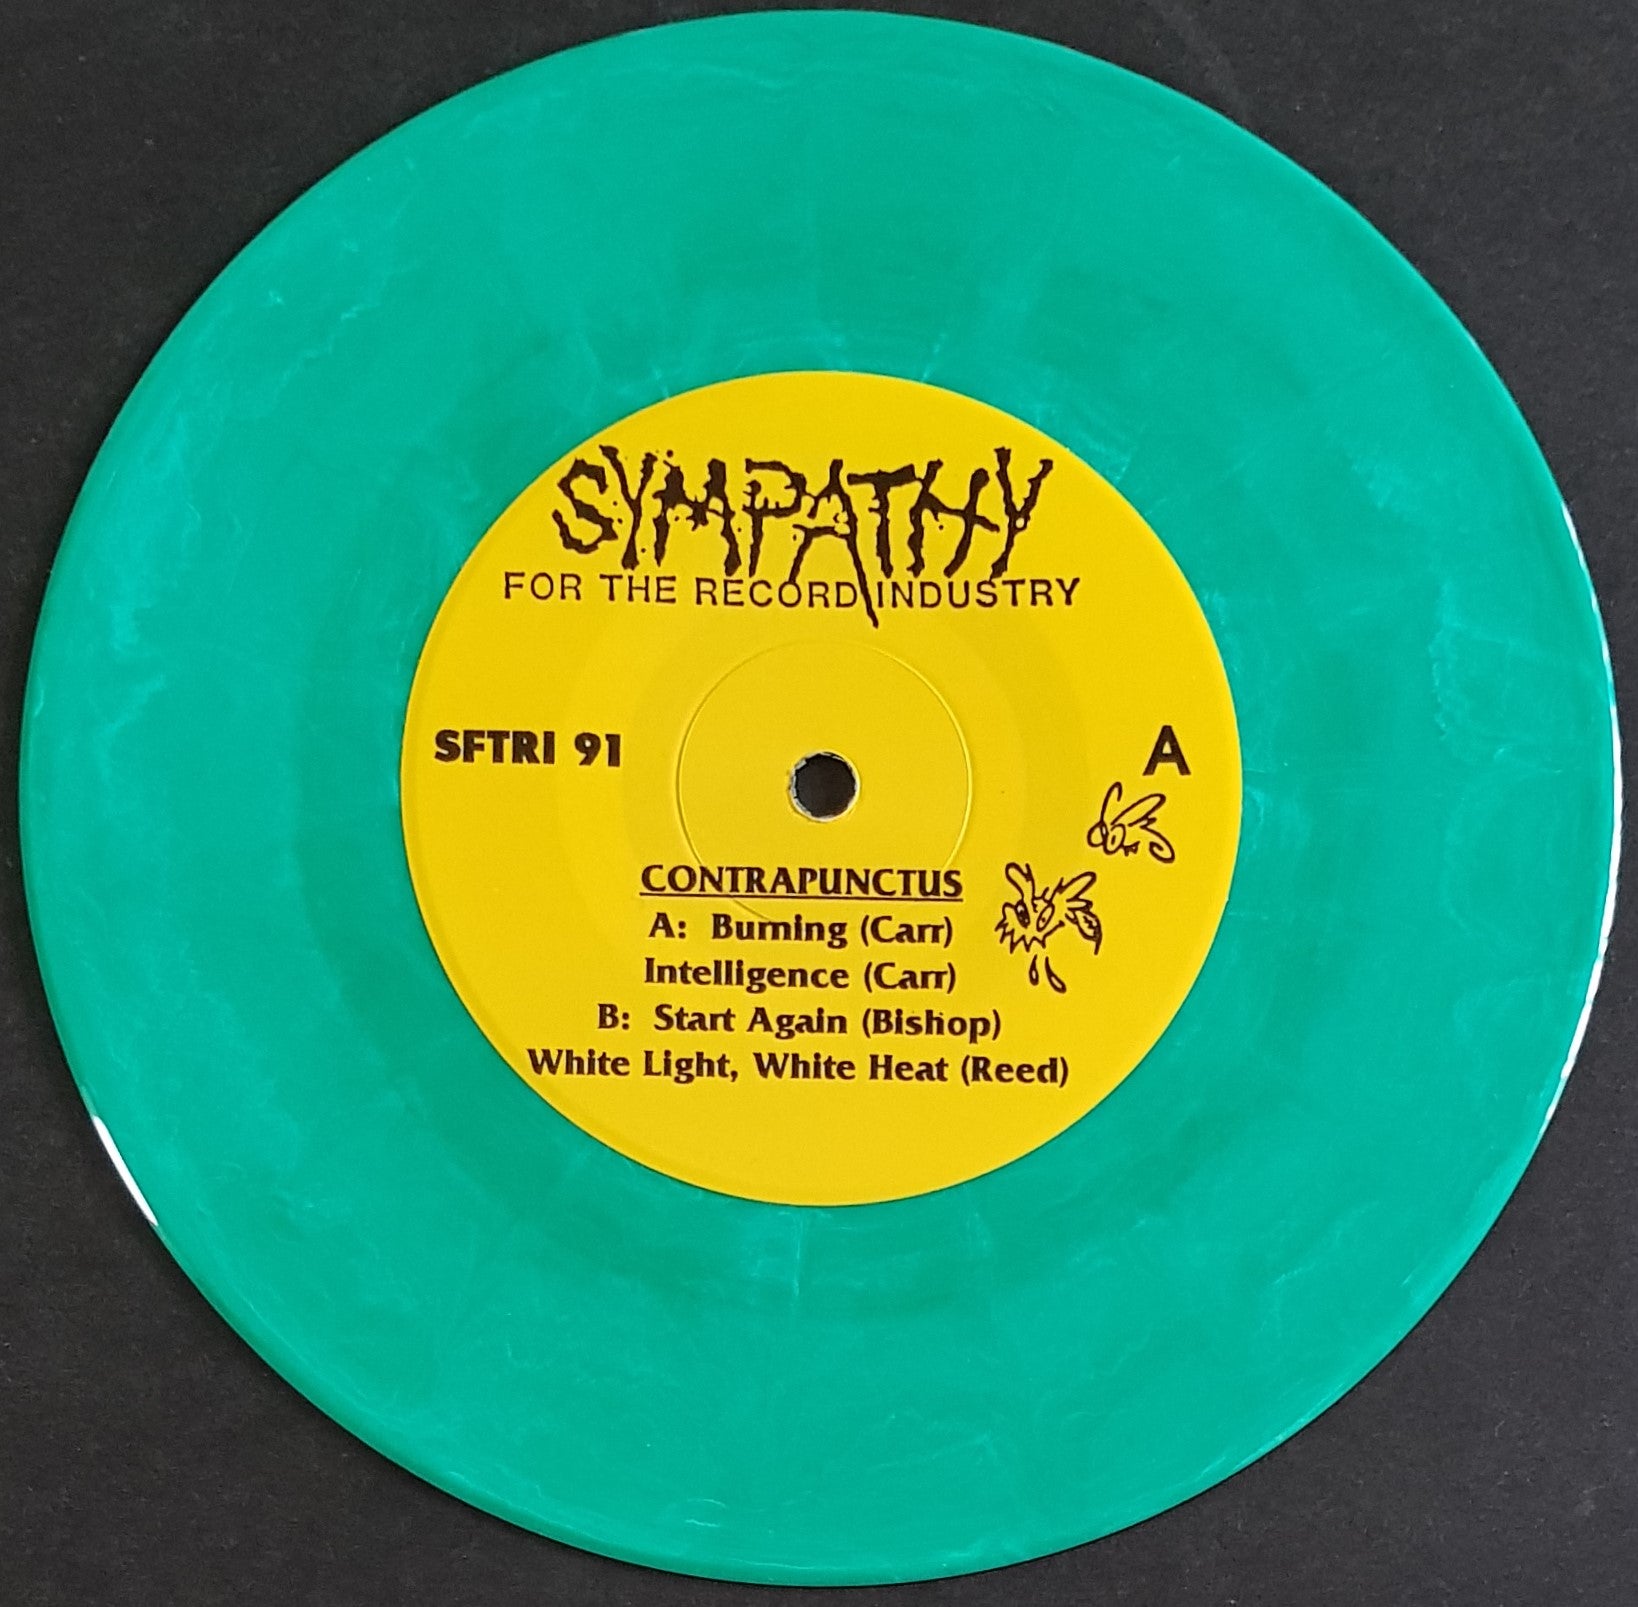 SYMPATHY
FOR THE RECORD INDUSTRY
SFTRI 91
A
CONTRAPUNCTUS
A: Burning (Carr)
Intelligence (Carr)
B: Start Again (Bishop)
White Light, White Heat (Reed)